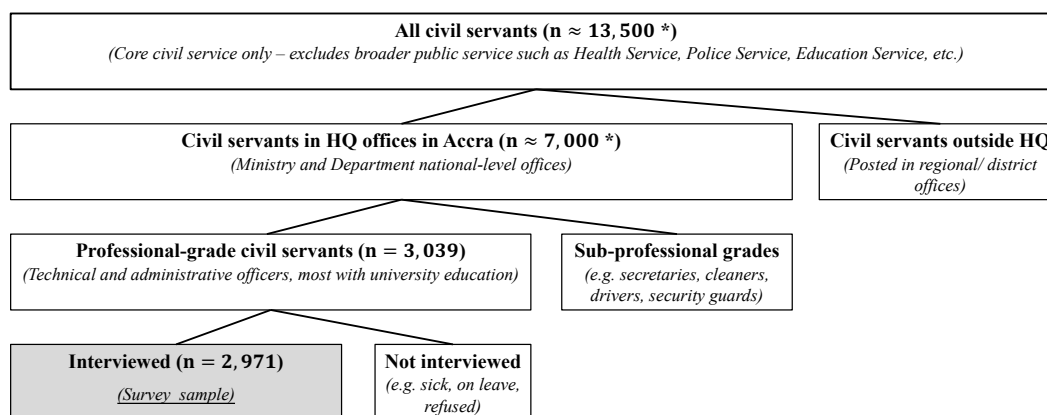 All civil servants (n ≈ 13,500 *)
(Core civil service only – excludes broader public service such as Health Service, Police Service, Education Service, etc.)
Civil servants in HQ offices in Accra (n ≈ 7,000 *)
(Ministry and Department national-level offices)
Civil servants outside HQ
(Posted in regional/ district
offices)
Professional-grade civil servants (n = 3,039)
(Technical and administrative officers, most with university education)
Sub-professional grades
(e.g. secretaries, cleaners,
drivers, security guards)
Interviewed (n = 2,971)
(Survey sample)
Not interviewed
(e.g. sick, on leave,
refused)